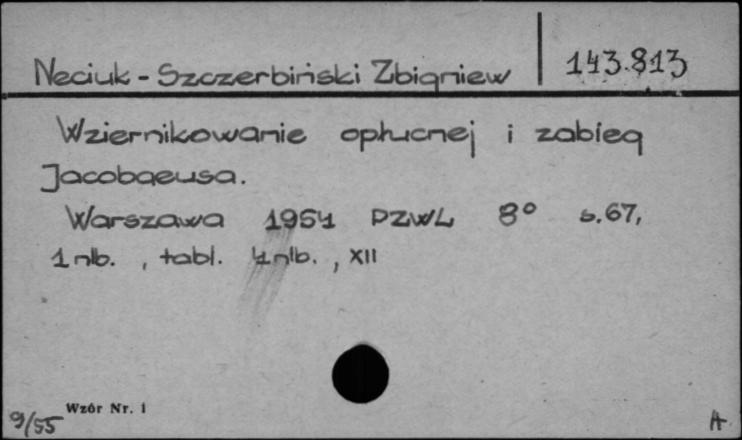 Neciuk - Szczerbiński Zbigniew
143.813
Wziernikowanie opłucnej i zabieg
Jacobaeusa.
Warszawa 1954 PZWL 8° s.67,
1 nlb. , tabl. 4 nlb. , XII
Wzór Nr. 1
9/55
A